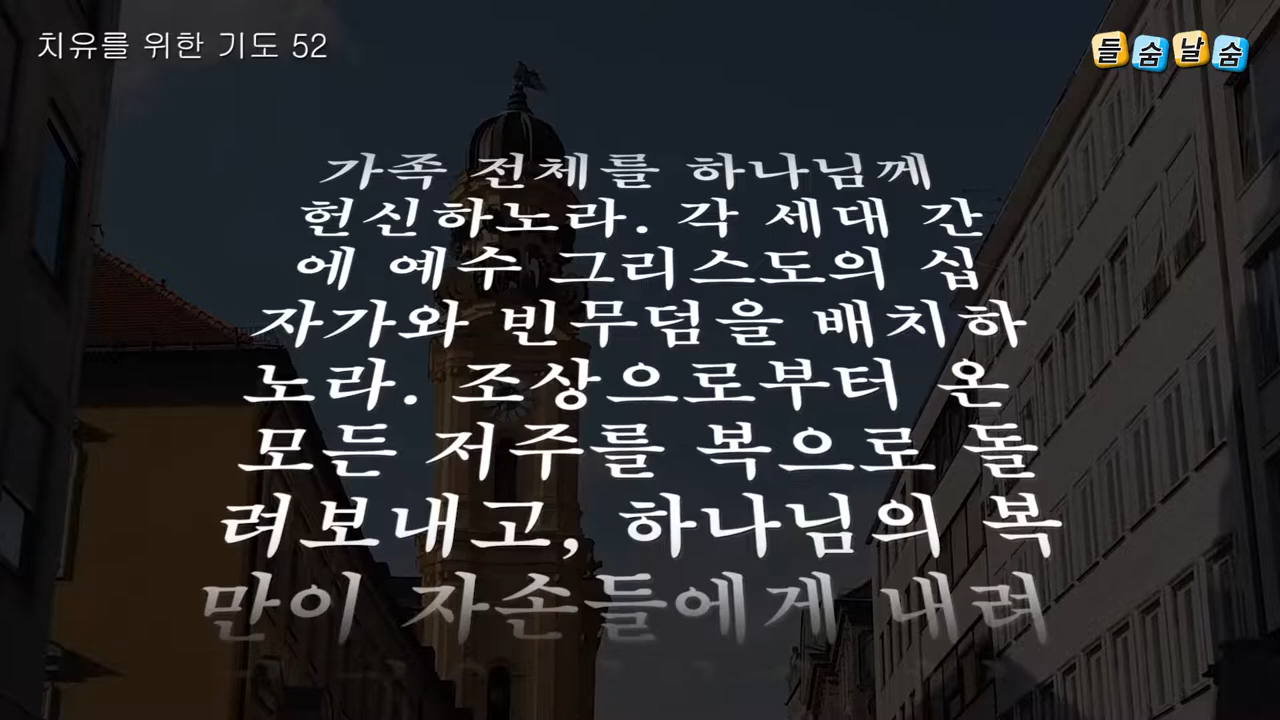 치유를 위한 기도 52
들숨날숨
가족 전체를 하나님께
헌신하노라. 각 세대 간
에 예수 그리스도의 십
자가와 빈무덤을 배치하
노라. 조상으로부터 온
모든 저주를 복으로 돌
려보내고, 하나님의 복
만이 자손들에게 내려